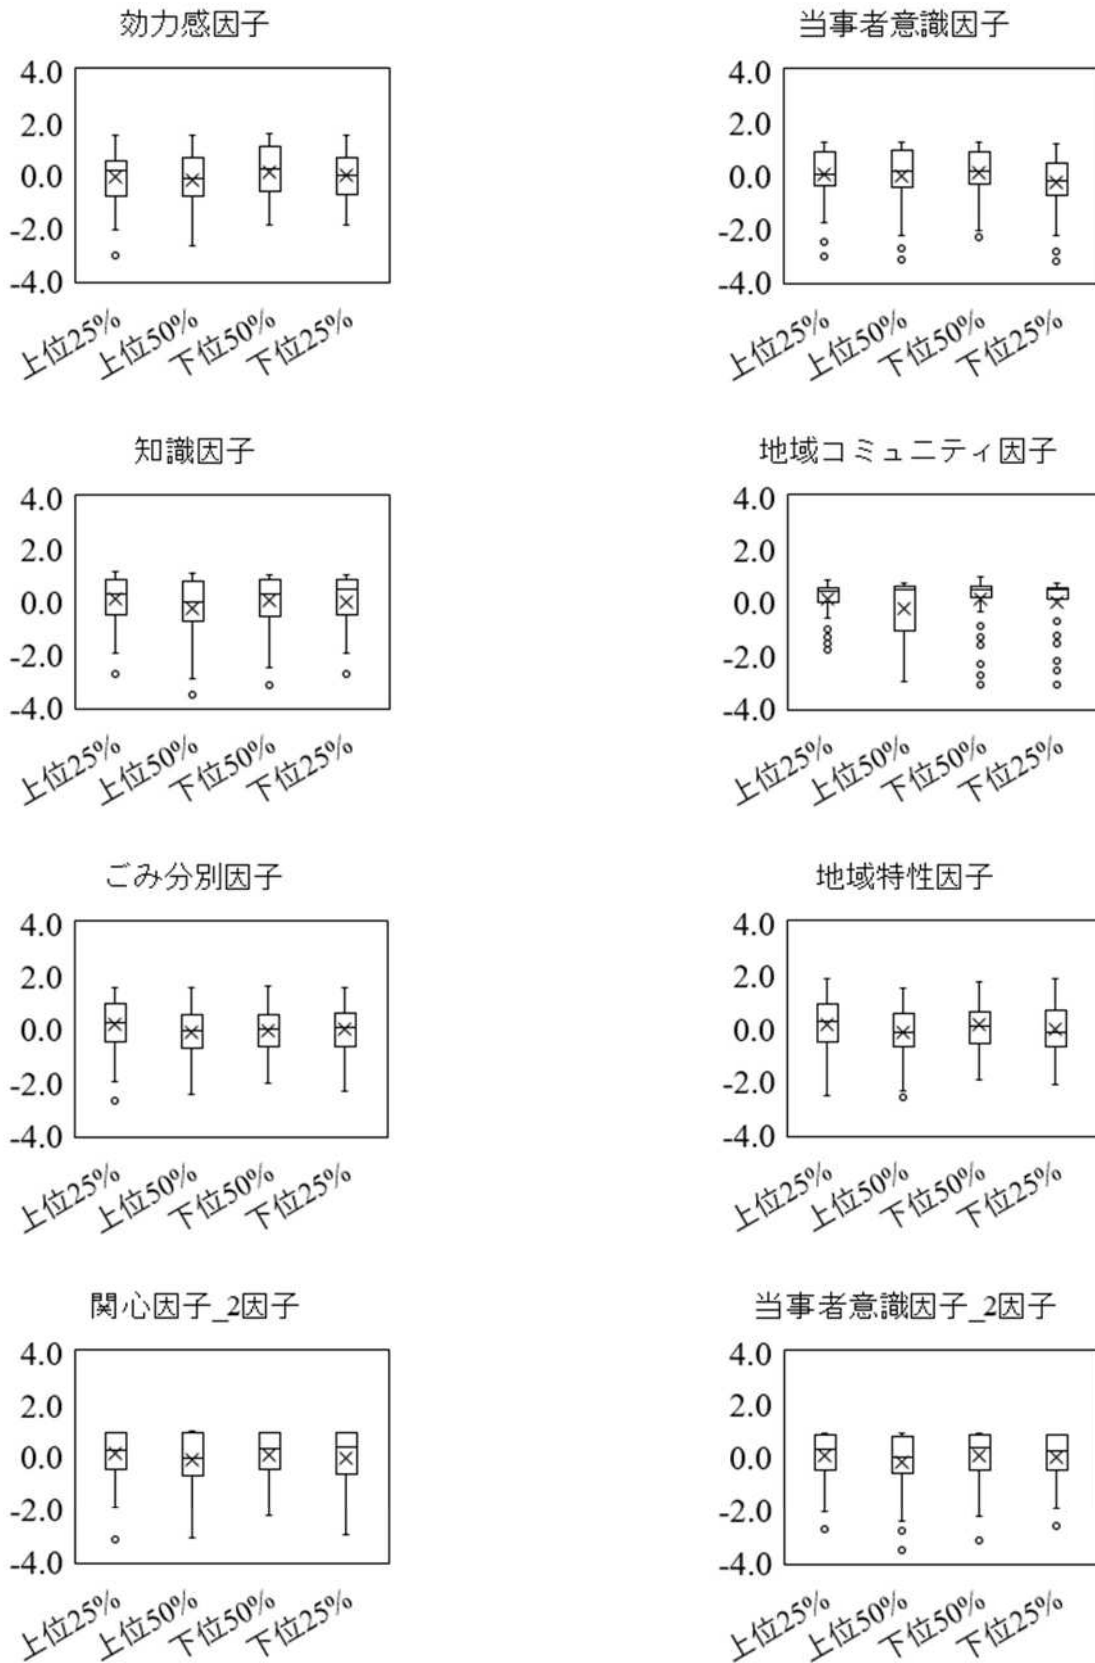 効力感因子
4.0
2.0
0.0
-2.0
-4.0
上位25%
上位50%
下位50%
下位25%
当事者意識因子
4.0
2.0
0.0
-2.0
-4.0
上位25%
上位50%
下位50%
下位25%
知識因子
4.0
2.0
0.0
-2.0
-4.0
上位25%
上位50%
下位50%
下位25%
地域コミュニティ因子
4.0
2.0
0.0
-2.0
-4.0
上位25%
上位50%
下位50%
下位25%
ごみ分別因子
4.0
2.0
0.0
-2.0
-4.0
上位25%
上位50%
下位50%
下位25%
地域特性因子
4.0
2.0
0.0
-2.0
-4.0
上位25%
上位50%
下位50%
下位25%
関心因子_2因子
4.0
2.0
0.0
-2.0
-4.0
上位25%
上位50%
下位50%
下位25%
当事者意識因子_2因子
4.0
2.0
0.0
-2.0
-4.0
上位25%
上位50%
下位50%
下位25%